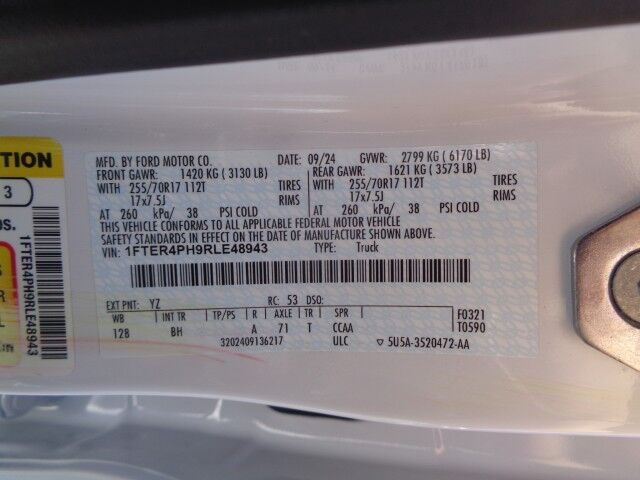 TION
3
OS.
1FTER4PH9RLE48943
MFD. BY FORD MOTOR CO. DATE: 09/24 GVWR: 2799 KG ( 6170 LB)
FRONT GAWR: 1420 KG ( 3130 LB) REAR GAWR: 1621 KG ( 3573 LB)
WITH 255/70R17 112T TIRES WITH 255/70R17 112T TIRES
17x7.5J RIMS 17x7.5J RIMS
AT 260 kPa/ 38 PSI COLD AT 260 kPa/ 38 PSI COLD
THIS VEHICLE CONFORMS TO ALL APPLICABLE FEDERAL MOTOR VEHICLE
SAFETY STANDARDS IN EFFECT ON THE DATE OF MANUFACTURE SHOWN ABOVE.
VIN: 1FTER4PH9RLE48943 TYPE: Truck
EXT PNT: YZ RC: 53 DSO:
WB INT TR TP/PS R AXLE TR SPR F0321
128 BH A 71 T CCAA T0590
3202409136217 ULC ▽ 5U5A-3520472-AA